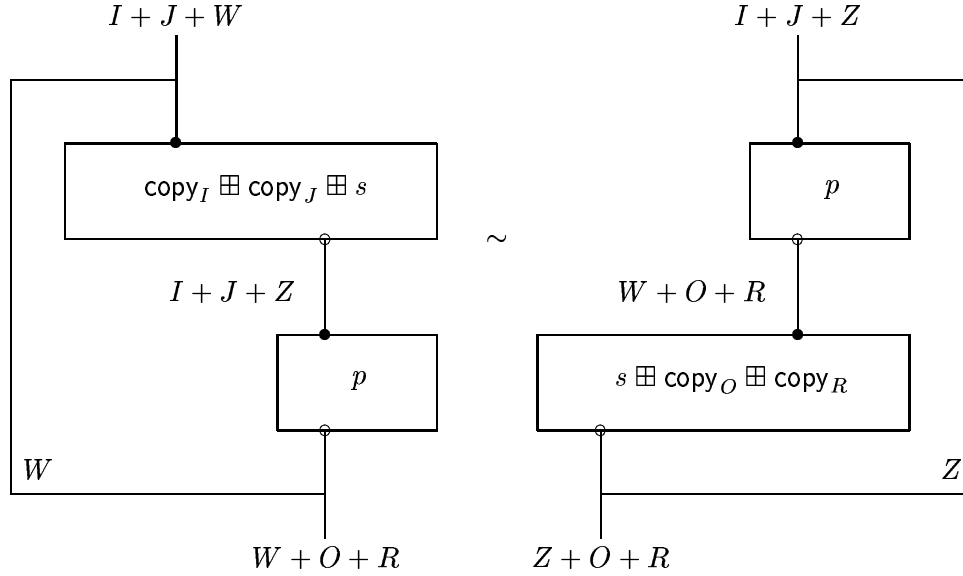 I + J + W
copy_I ⊞ copy_J ⊞ s
I + J + Z
p
W
W + O + R
∼
I + J + Z
p
W + O + R
s ⊞ copy_O ⊞ copy_R
Z
Z + O + R